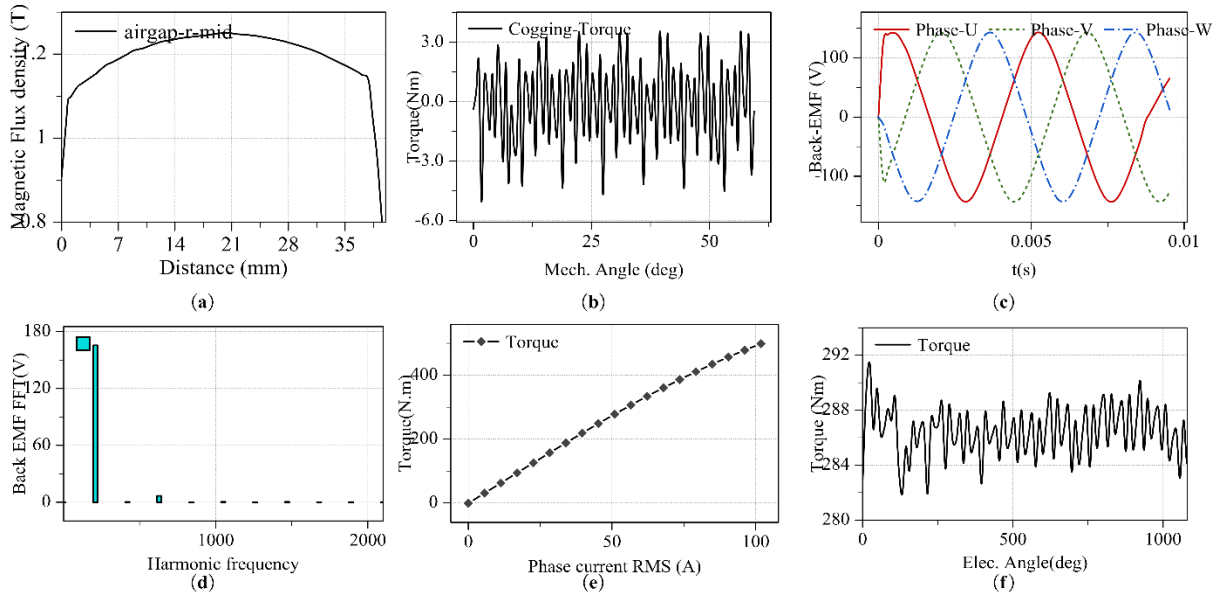 airgap-r-mid
1.2
1
0.8
Magnetic Flux density (T)
0 7 14 21 28 35
Distance (mm)
(a)
Cogging-Torque
3.0
0.0
-3.0
-6.0
Torque(Nm)
0 25 50
Mech. Angle (deg)
(b)
Phase-U Phase-V Phase-W
100
0
-100
Back-EMF (V)
0 0.005 0.01
t(s)
(c)
180
120
60
0
Back EMF FFT(V)
1000 2000
Harmonic frequency
(d)
Torque
400
200
0
Torque(N.m)
0 50 100
Phase current RMS (A)
(e)
Torque
292
288
284
280
Torque (Nm)
0 500 1000
Elec. Angle(deg)
(f)